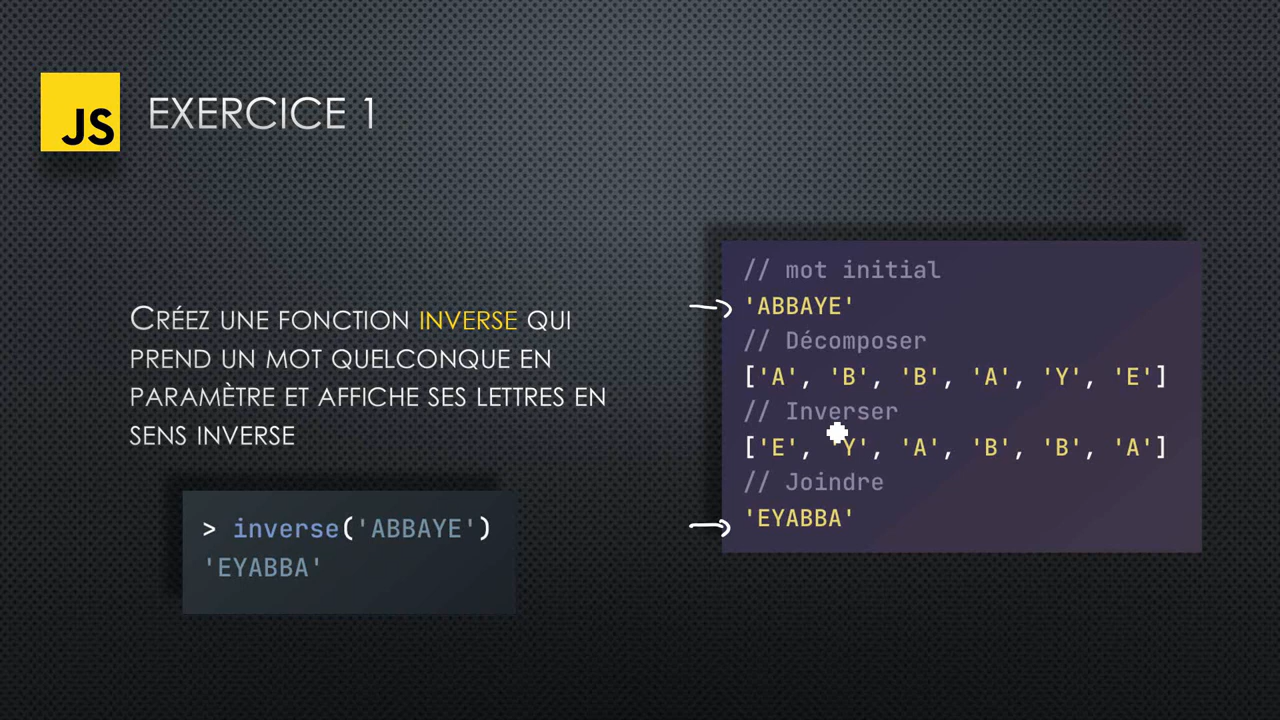 JS
EXERCICE 1
CRÉEZ UNE FONCTION INVERSE QUI
PREND UN MOT QUELCONQUE EN
PARAMÈTRE ET AFFICHE SES LETTRES EN
SENS INVERSE
> inverse('ABBAYE')
'EYABBA'
// mot initial
'ABBAYE'
// Décomposer
['A', 'B', 'B', 'A', 'Y', 'E']
// Inverser
['E', 'Y', 'A', 'B', 'B', 'A']
// Joindre
'EYABBA'